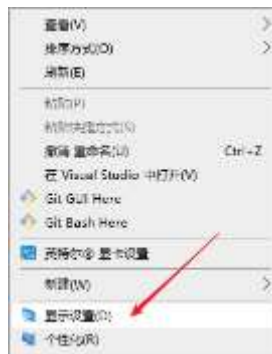 查看(V)
排序方式(O)
刷新(E)
粘贴(P)
粘贴快捷方式(S)
撤消 重命名(U) Ctrl+Z
在 Visual Studio 中打开(V)
Git GUI Here
Git Bash Here
英特尔® 显卡设置
新建(W)
显示设置(D)
个性化(R)